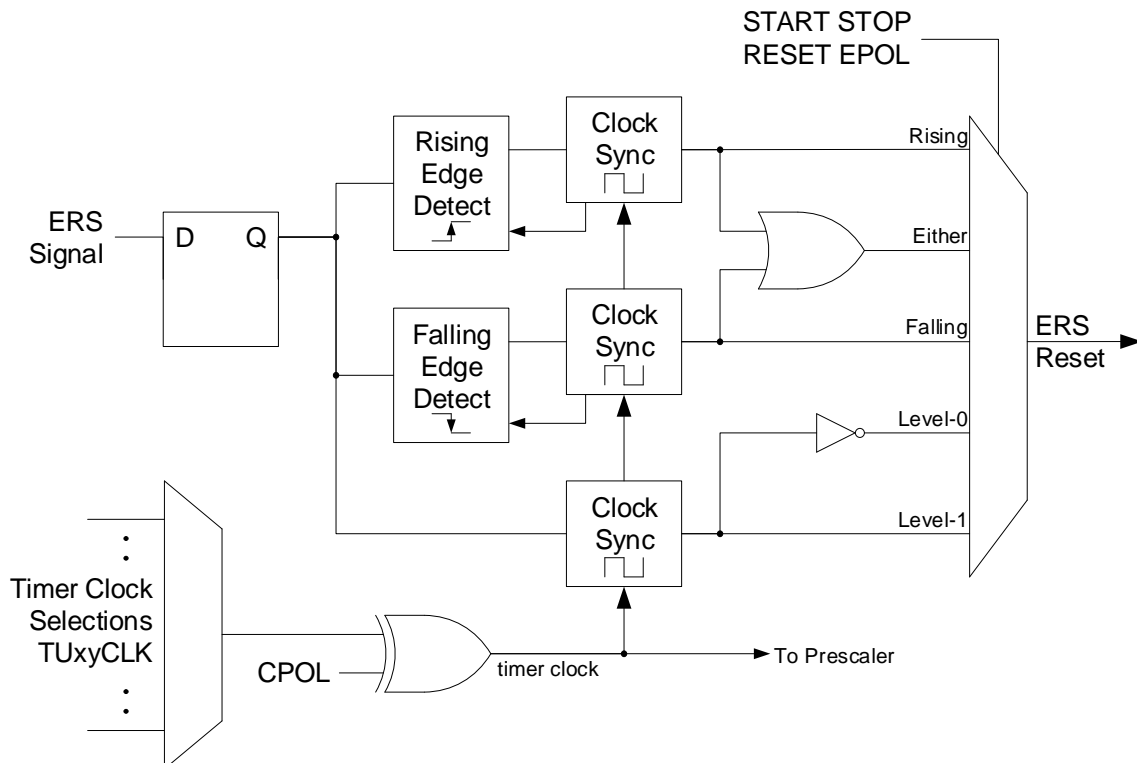 START STOP
RESET EPOL
Rising
Edge
Detect
Clock
Sync
Rising
ERS
Signal
D
Q
Either
Falling
Edge
Detect
Clock
Sync
Falling
ERS
Reset
Level-0
Clock
Sync
Level-1
Timer Clock
Selections
TUxyCLK
CPOL
timer clock
To Prescaler